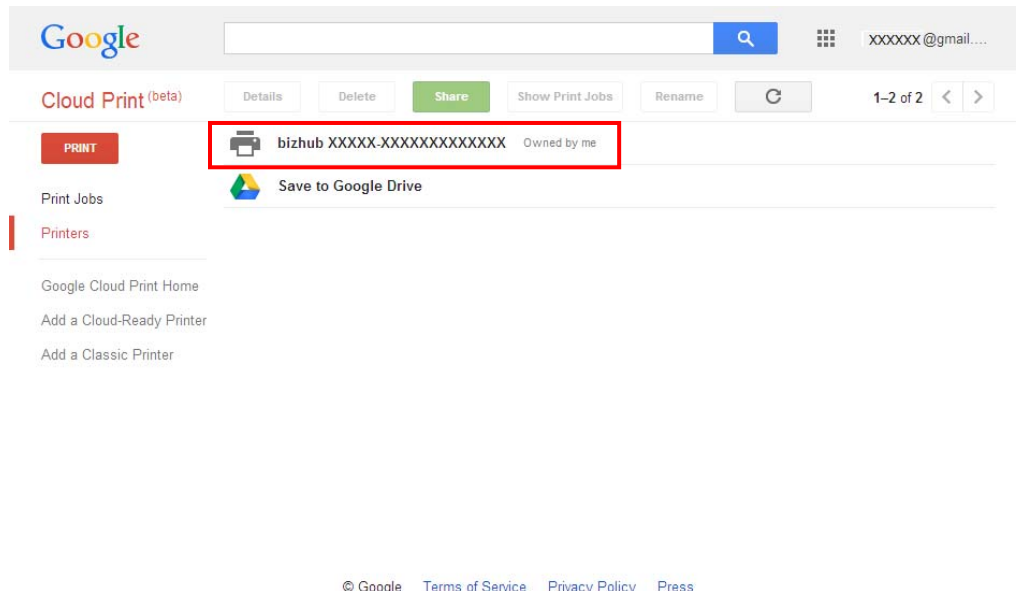 Google
XXXXXX @gmail....
Cloud Print (beta)
Details Delete Share Show Print Jobs Rename 1–2 of 2
PRINT
bizhub XXXXX-XXXXXXXXXXXXX Owned by me
Save to Google Drive
Print Jobs
Printers
Google Cloud Print Home
Add a Cloud-Ready Printer
Add a Classic Printer
© Google Terms of Service Privacy Policy Press